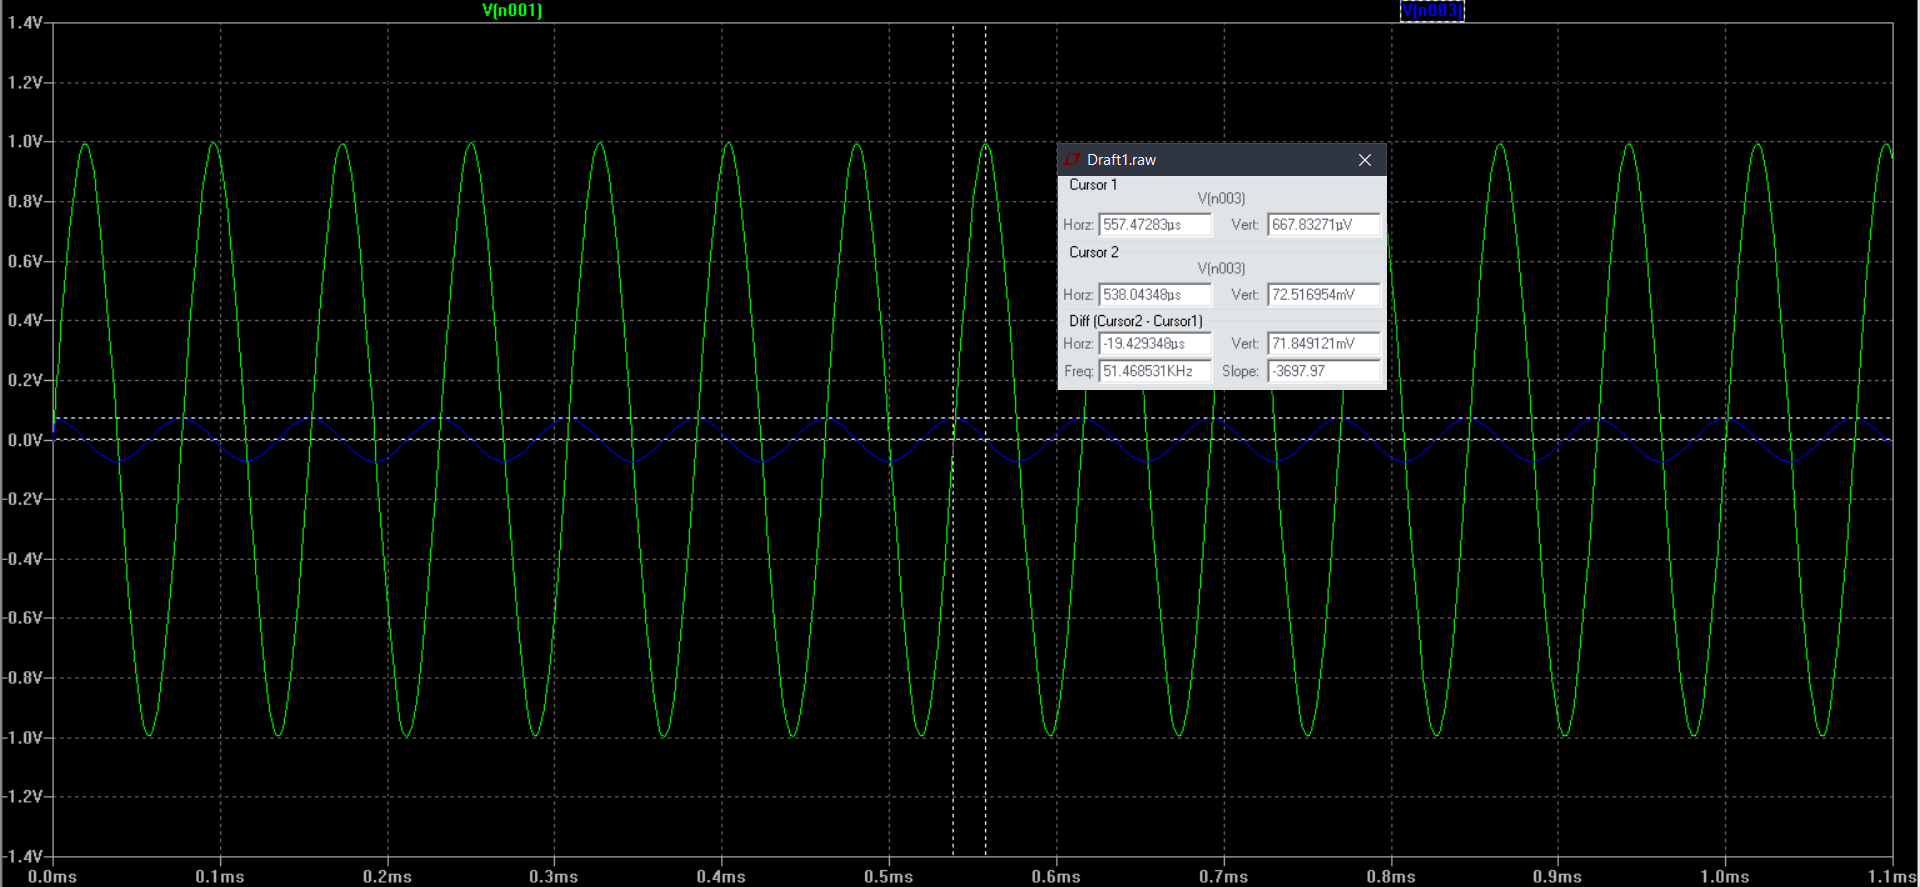 V(n001)
V(n003)
1.4V
1.2V
1.0V
0.8V
0.6V
0.4V
0.2V
0.0V
-0.2V
-0.4V
-0.6V
-0.8V
-1.0V
-1.2V
-1.4V
Draft1.raw
Cursor 1
V(n003)
Horz: 557.47283µs Vert: 667.83271µV
Cursor 2
V(n003)
Horz: 538.04348µs Vert: 72.516954mV
Diff (Cursor2 - Cursor1)
Horz: -19.429348µs Vert: 71.849121mV
Freq: 51.468531KHz Slope: -3697.97
0.0ms 0.1ms 0.2ms 0.3ms 0.4ms 0.5ms 0.6ms 0.7ms 0.8ms 0.9ms 1.0ms 1.1ms